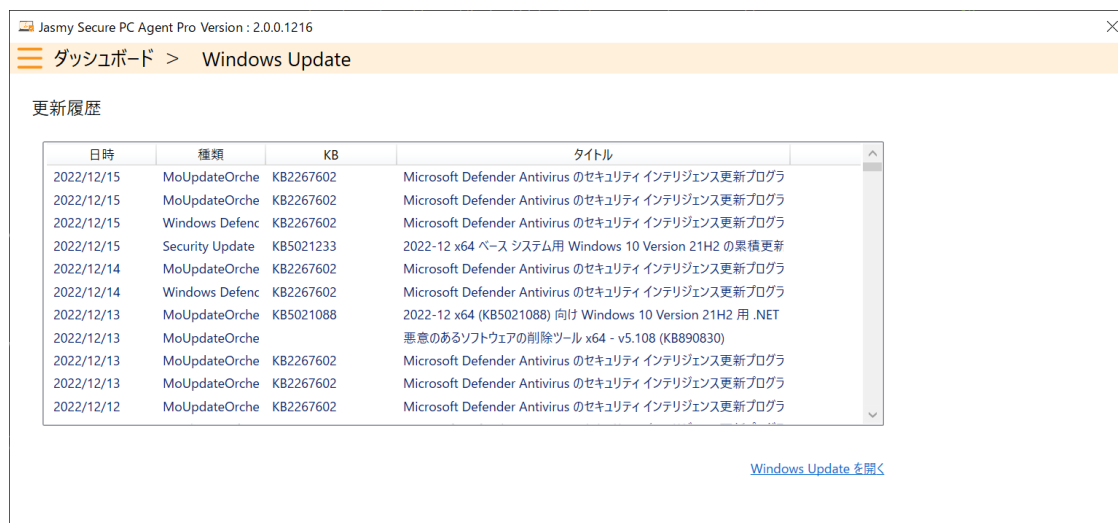 Jasmy Secure PC Agent Pro Version : 2.0.0.1216
ダッシュボード > Windows Update
更新履歴
日時 種類 KB タイトル
2022/12/15 MoUpdateOrche KB2267602 Microsoft Defender Antivirus のセキュリティ インテリジェンス更新プログラ
2022/12/15 MoUpdateOrche KB2267602 Microsoft Defender Antivirus のセキュリティ インテリジェンス更新プログラ
2022/12/15 Windows Defenc KB2267602 Microsoft Defender Antivirus のセキュリティ インテリジェンス更新プログラ
2022/12/15 Security Update KB5021233 2022-12 x64 ベース システム用 Windows 10 Version 21H2 の累積更新
2022/12/14 MoUpdateOrche KB2267602 Microsoft Defender Antivirus のセキュリティ インテリジェンス更新プログラ
2022/12/14 Windows Defenc KB2267602 Microsoft Defender Antivirus のセキュリティ インテリジェンス更新プログラ
2022/12/13 MoUpdateOrche KB5021088 2022-12 x64 (KB5021088) 向け Windows 10 Version 21H2 用 .NET
2022/12/13 MoUpdateOrche 悪意のあるソフトウェアの削除ツール x64 - v5.108 (KB890830)
2022/12/13 MoUpdateOrche KB2267602 Microsoft Defender Antivirus のセキュリティ インテリジェンス更新プログラ
2022/12/13 MoUpdateOrche KB2267602 Microsoft Defender Antivirus のセキュリティ インテリジェンス更新プログラ
2022/12/12 MoUpdateOrche KB2267602 Microsoft Defender Antivirus のセキュリティ インテリジェンス更新プログラ
Windows Update を開く